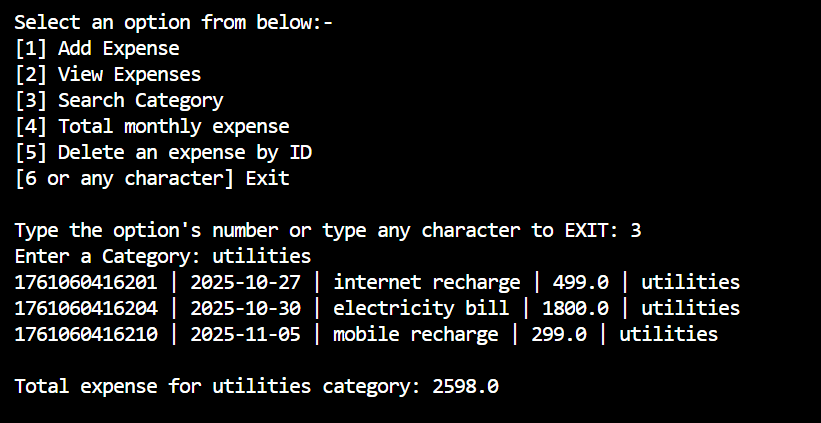 Select an option from below:-
[1] Add Expense
[2] View Expenses
[3] Search Category
[4] Total monthly expense
[5] Delete an expense by ID
[6 or any character] Exit
Type the option's number or type any character to EXIT: 3
Enter a Category: utilities
1761060416201 | 2025-10-27 | internet recharge | 499.0 | utilities
1761060416204 | 2025-10-30 | electricity bill | 1800.0 | utilities
1761060416210 | 2025-11-05 | mobile recharge | 299.0 | utilities
Total expense for utilities category: 2598.0